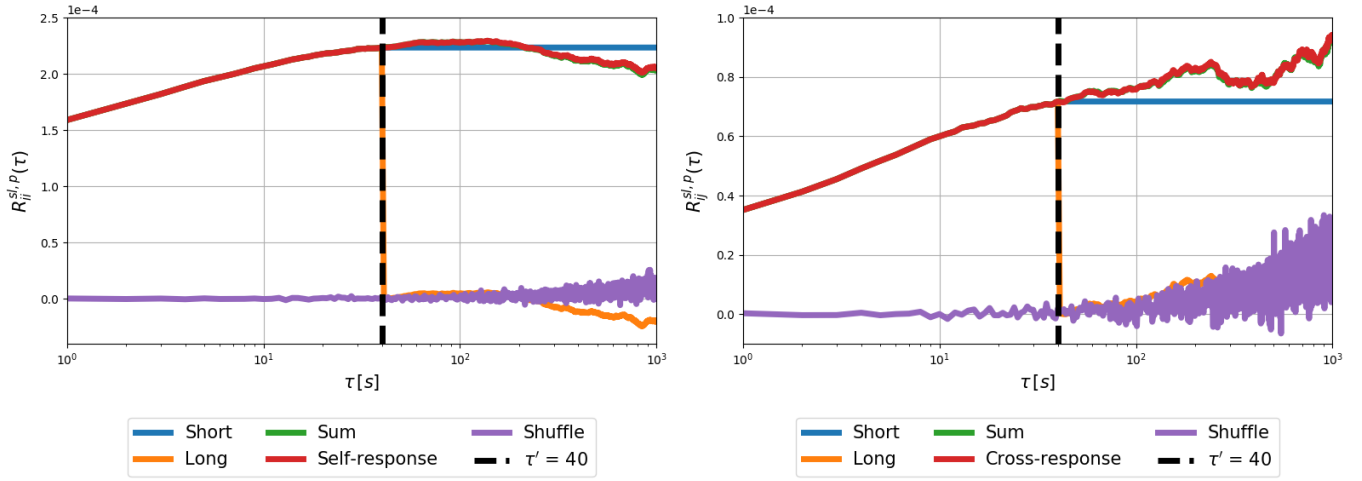 1e−4
2.5
2.0
1.5
1.0
0.5
0.0
R_{ii}^{sl,p}(τ)
10^0
10^1
10^2
10^3
τ [s]
Short
Sum
Shuffle
Long
Self-response
τ′ = 40
1e−4
1.0
0.8
0.6
0.4
0.2
0.0
R_{ij}^{sl,p}(τ)
10^0
10^1
10^2
10^3
τ [s]
Short
Sum
Shuffle
Long
Cross-response
τ′ = 40